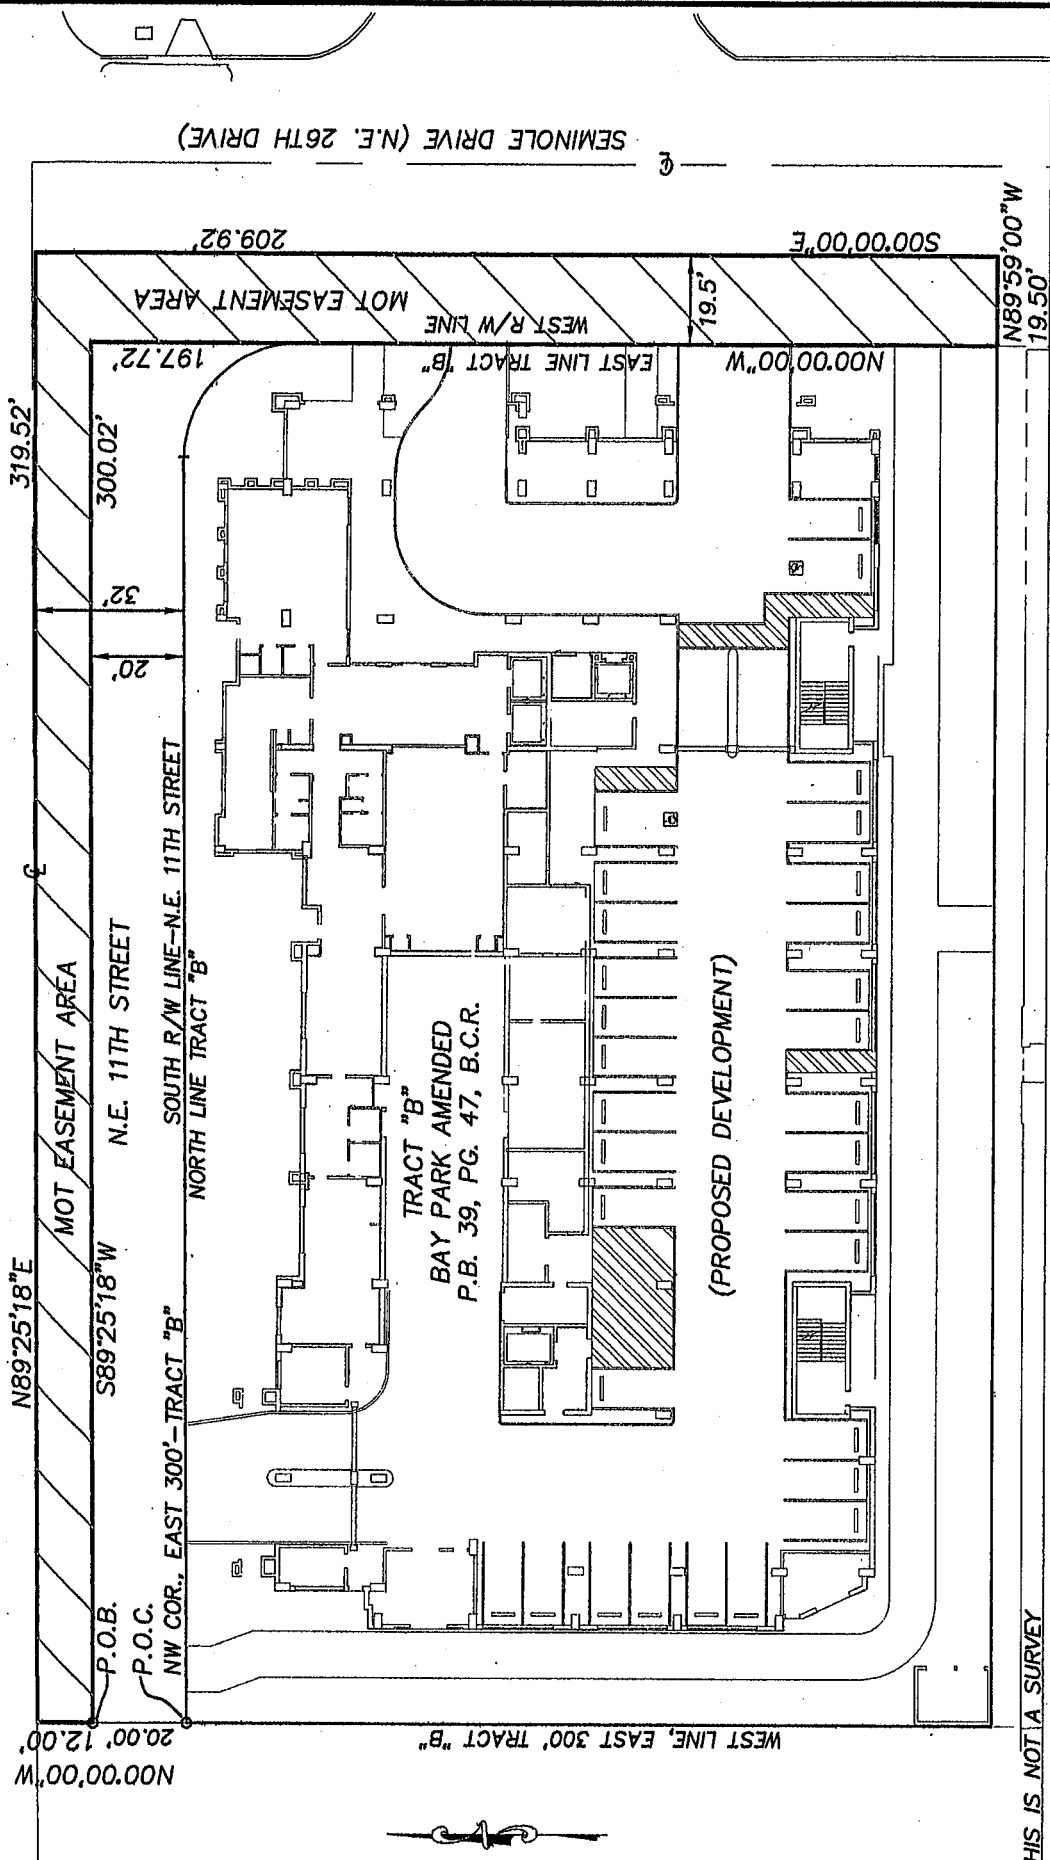 SEMINOLE DRIVE (N.E. 26TH DRIVE)
209.92'
S00°00'00"E
N89°59'00"W
19.50'
MOT EASEMENT AREA
WEST R/W LINE
19.5'
197.72'
EAST LINE TRACT "B"
N00°00'00"W
319.52'
300.02'
32'
20'
N89°25'18"E
MOT EASEMENT AREA
S89°25'18"W
N.E. 11TH STREET
SOUTH R/W LINE-N.E. 11TH STREET
NORTH LINE TRACT "B"
TRACT "B"
BAY PARK AMENDED
P.B. 39, PG. 47, B.C.R.
(PROPOSED DEVELOPMENT)
P.O.B.
P.O.C.
NW COR., EAST 300'-TRACT "B"
12.00'
20.00'
N00°00'00"W
WEST LINE, EAST 300' TRACT "B"
HIS IS NOT A SURVEY